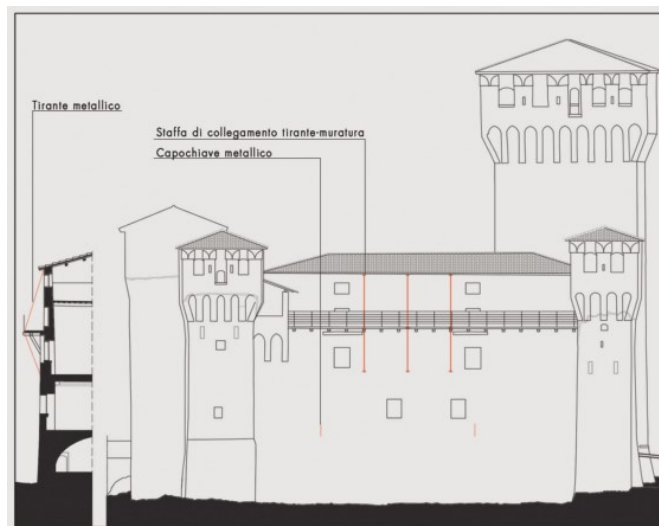 Tirante metallico
Staffa di collegamento tirante-muratura
Capochiave metallico